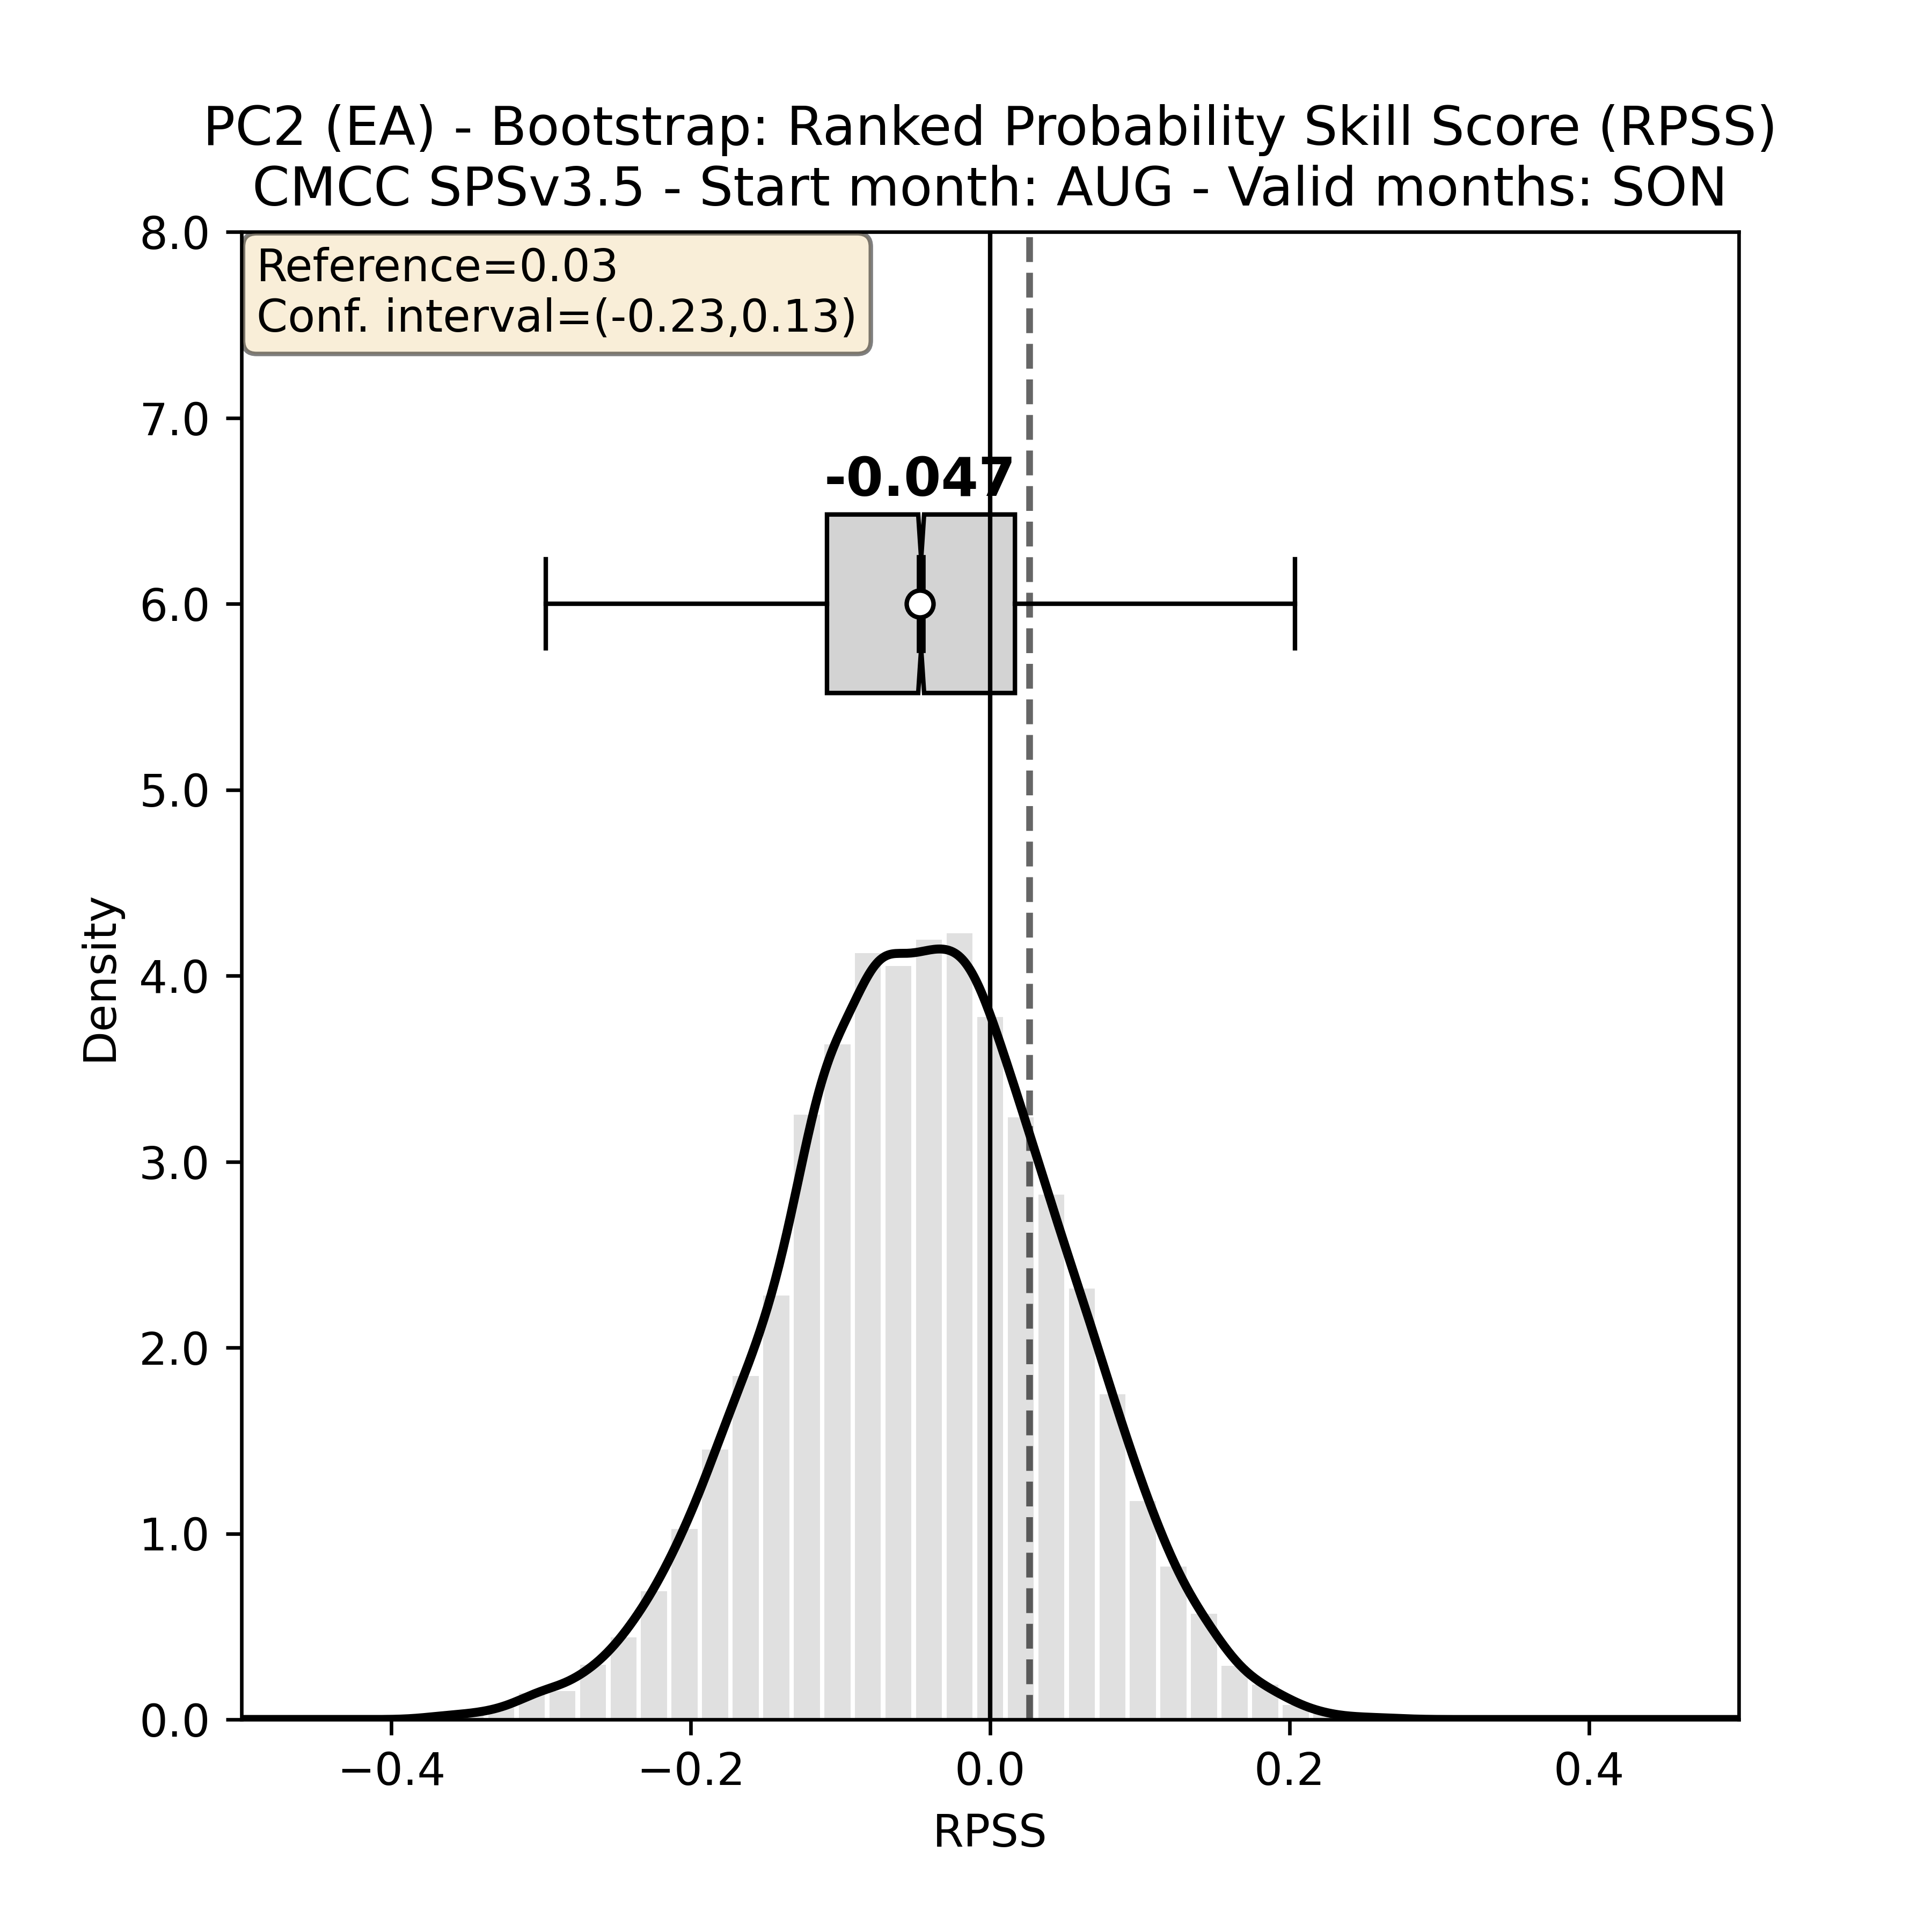 PC2 (EA) - Bootstrap: Ranked Probability Skill Score (RPSS)
CMCC SPSv3.5 - Start month: AUG - Valid months: SON
8.0
Reference=0.03
Conf. interval=(-0.23,0.13)
7.0
-0.047
6.0
5.0
4.0
Density
3.0
2.0
1.0
0.0
−0.4 −0.2 0.0 0.2 0.4
RPSS